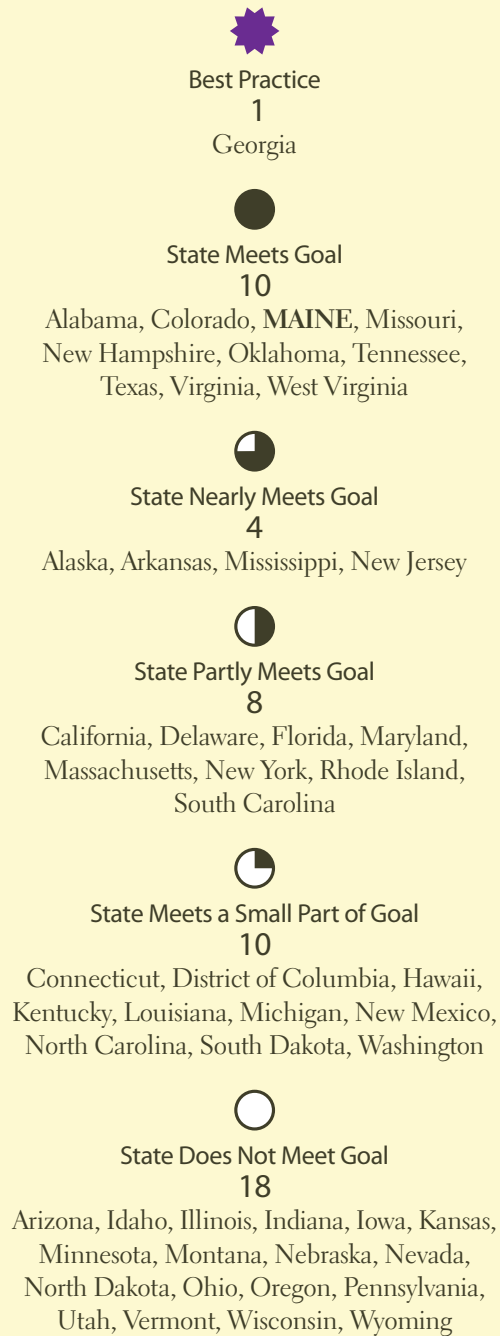 Best Practice
1
Georgia
State Meets Goal
10
Alabama, Colorado, MAINE, Missouri,
New Hampshire, Oklahoma, Tennessee,
Texas, Virginia, West Virginia
State Nearly Meets Goal
4
Alaska, Arkansas, Mississippi, New Jersey
State Partly Meets Goal
8
California, Delaware, Florida, Maryland,
Massachusetts, New York, Rhode Island,
South Carolina
State Meets a Small Part of Goal
10
Connecticut, District of Columbia, Hawaii,
Kentucky, Louisiana, Michigan, New Mexico,
North Carolina, South Dakota, Washington
State Does Not Meet Goal
18
Arizona, Idaho, Illinois, Indiana, Iowa, Kansas,
Minnesota, Montana, Nebraska, Nevada,
North Dakota, Ohio, Oregon, Pennsylvania,
Utah, Vermont, Wisconsin, Wyoming